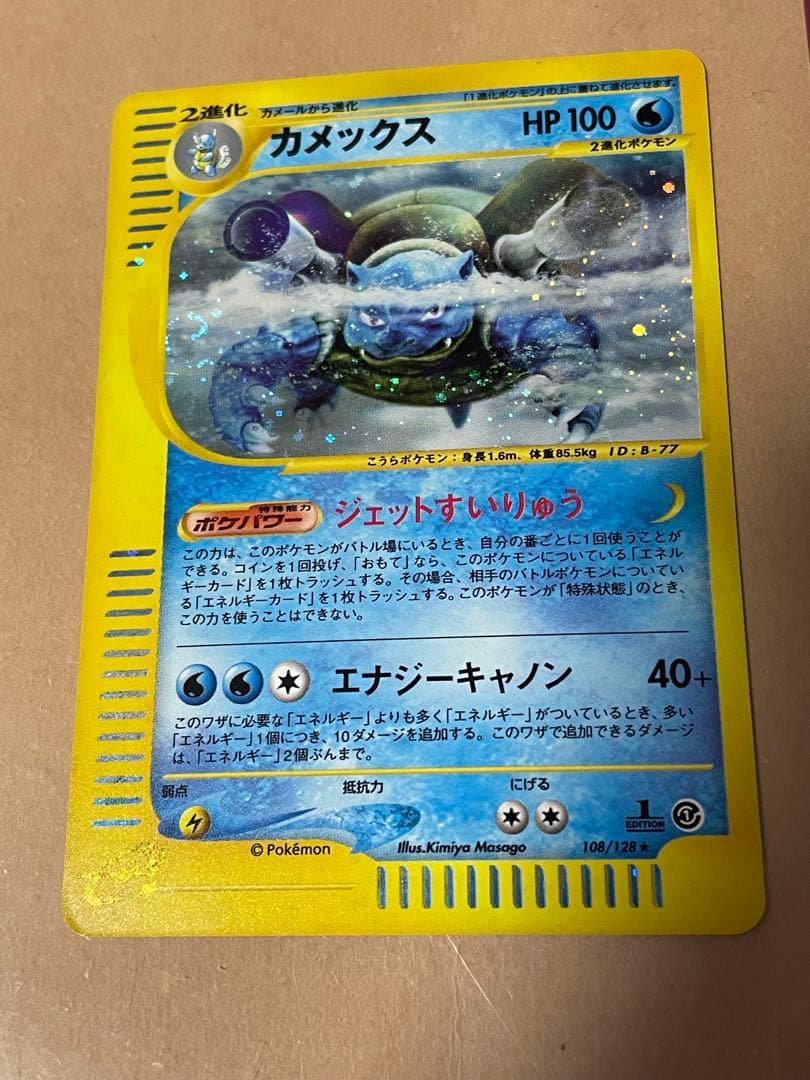 2進化 カメールから進化 「1進化ポケモン」の上に重ねて進化させます。
カメックス HP 100
2進化ポケモン
こうらポケモン：身長1.6m、体重85.5kg ID：B-77
特殊能力
ポケパワー ジェットすいりゅう
この力は、このポケモンがバトル場にいるとき、自分の番ごとに1回使うことが
できる。コインを1回投げ、「おもて」なら、このポケモンについている「エネル
ギーカード」を1枚トラッシュする。その場合、相手のバトルポケモンについてい
る「エネルギーカード」を1枚トラッシュする。このポケモンが「特殊状態」のとき、
この力を使うことはできない。
エナジーキャノン 40+
このワザに必要な「エネルギー」よりも多く「エネルギー」がついているとき、多い
「エネルギー」1個につき、10ダメージを追加する。このワザで追加できるダメージ
は、「エネルギー」2個ぶんまで。
弱点 抵抗力 にげる
1
EDITION
© Pokémon Illus.Kimiya Masago 108/128 ★